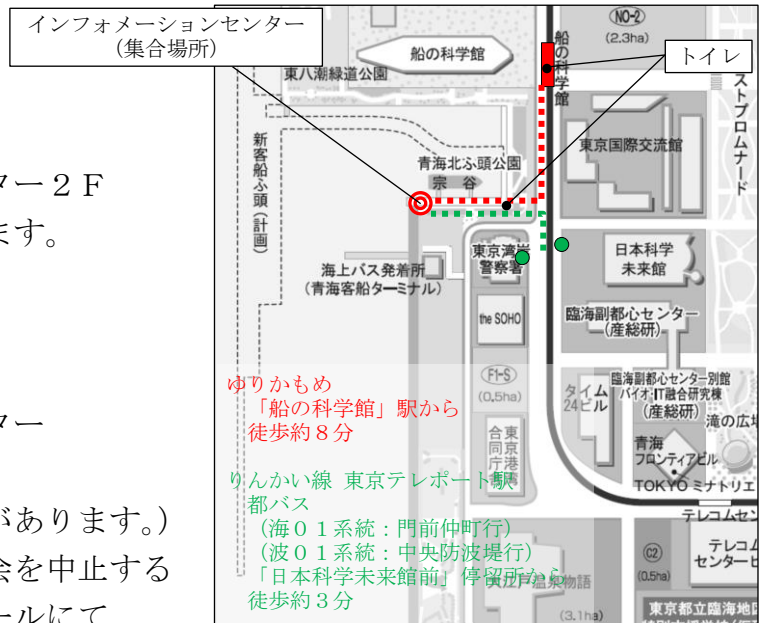 インフォメーションセンター
（集合場所）
トイレ
NO-2
(2.3ha)
船の科学館
船の科学館
東八潮緑道公園
ストプロムナード
東京国際交流館
新客船ふ頭（計画）
青海北ふ頭公園
宗谷
ター２Ｆ
ます。
東京湾岸
警察署
日本科学
未来館
海上バス発着所
（青海客船ターミナル）
the SOHO
臨海副都心センター
（産総研）
F1-S
(0.5ha)
タイム
24ビル
臨海副都心センター別館
バイオ・IT融合研究棟
（産総研）
滝の広場
ゆりかもめ
「船の科学館」駅から
徒歩約８分
ター
東京港湾
合同庁舎
青海
フロンティアビル
TOKYO ミナトリエ
りんかい線 東京テレポート駅
都バス
（海０１系統：門前仲町行）
（波０１系統：中央防波堤行）
「日本科学未来館前」停留所から
徒歩約３分
があります。）
会を中止する
ールにて
テレコムセン
C2
(0.5ha)
テレコム
センタービ
大江戸温泉物語
(3.1ha)
東京都立臨海地